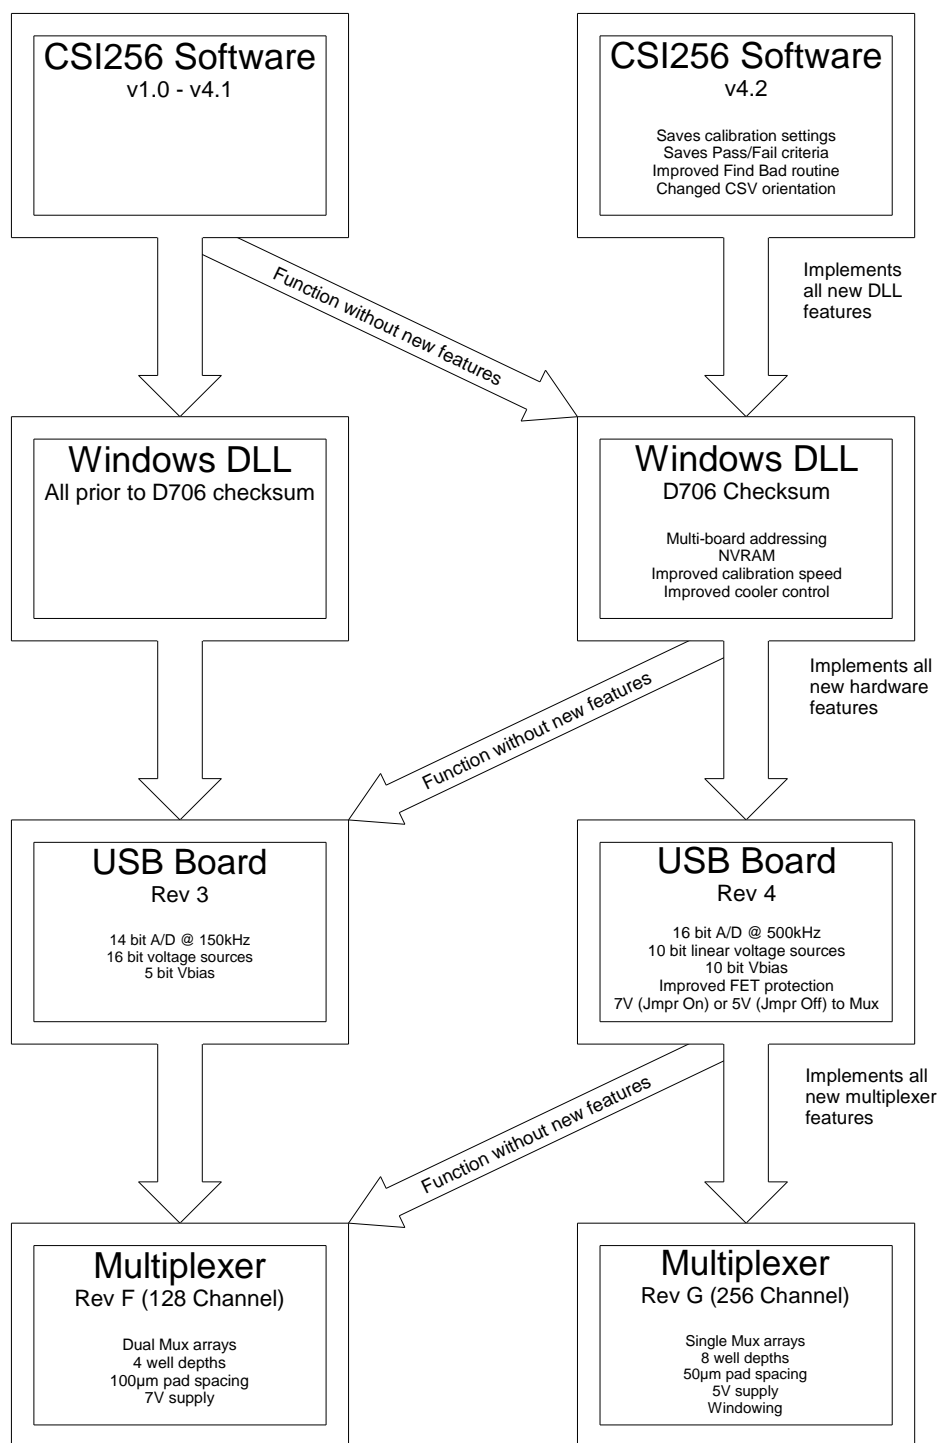 CSI256 Software
v1.0 - v4.1
CSI256 Software
v4.2
Saves calibration settings
Saves Pass/Fail criteria
Improved Find Bad routine
Changed CSV orientation
Function without new features
Implements
all new DLL
features
Windows DLL
All prior to D706 checksum
Windows DLL
D706 Checksum
Multi-board addressing
NVRAM
Improved calibration speed
Improved cooler control
Function without new features
Implements all
new hardware
features
USB Board
Rev 3
14 bit A/D @ 150kHz
16 bit voltage sources
5 bit Vbias
USB Board
Rev 4
16 bit A/D @ 500kHz
10 bit linear voltage sources
10 bit Vbias
Improved FET protection
7V (Jmpr On) or 5V (Jmpr Off) to Mux
Function without new features
Implements all
new multiplexer
features
Multiplexer
Rev F (128 Channel)
Dual Mux arrays
4 well depths
100µm pad spacing
7V supply
Multiplexer
Rev G (256 Channel)
Single Mux arrays
8 well depths
50µm pad spacing
5V supply
Windowing